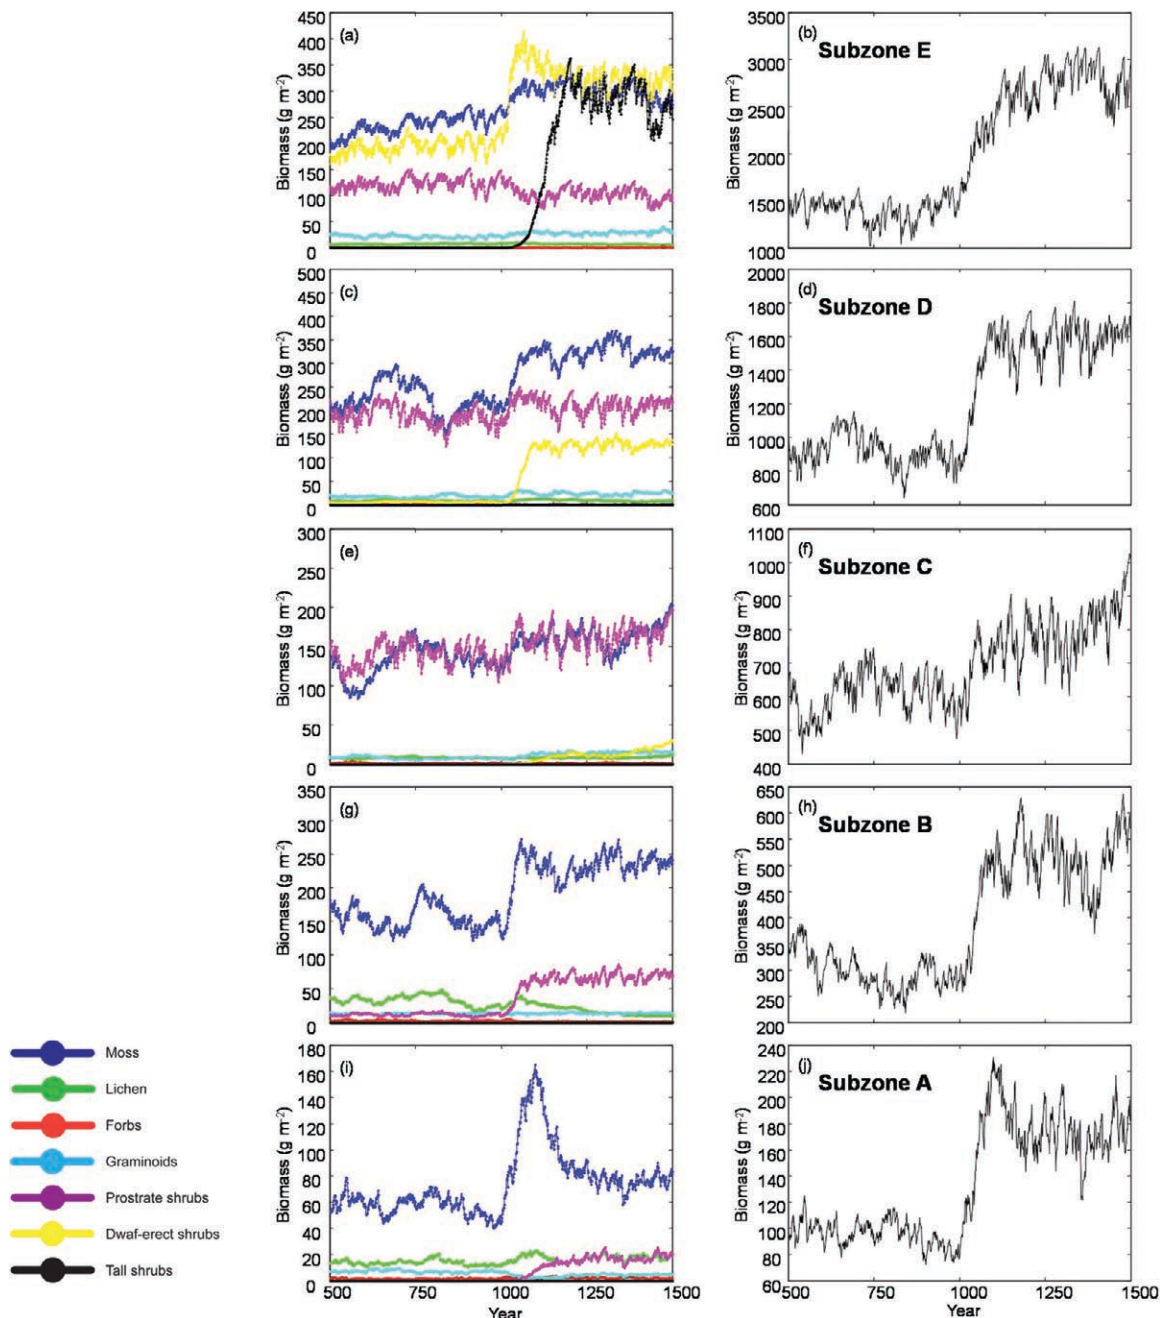 (a)
450
400
350
300
250
200
150
100
50
0
Biomass (g m⁻²)
(b) Subzone E
3500
3000
2500
2000
1500
1000
Biomass (g m⁻²)
(c)
500
450
400
350
300
250
200
150
100
50
0
Biomass (g m⁻²)
(d) Subzone D
2000
1800
1600
1400
1200
1000
800
600
Biomass (g m⁻²)
(e)
300
250
200
150
100
50
0
Biomass (g m⁻²)
(f) Subzone C
1100
1000
900
800
700
600
500
400
Biomass (g m⁻²)
(g)
350
300
250
200
150
100
50
0
Biomass (g m⁻²)
(h) Subzone B
650
600
550
500
450
400
350
300
250
200
Biomass (g m⁻²)
Moss
Lichen
Forbs
Graminoids
Prostrate shrubs
Dwaf-erect shrubs
Tall shrubs
(i)
180
160
140
120
100
80
60
40
20
0
Biomass (g m⁻²)
500 750 1000 1250 1500
Year
(j) Subzone A
240
220
200
180
160
140
120
100
80
60
Biomass (g m⁻²)
500 750 1000 1250 1500
Year